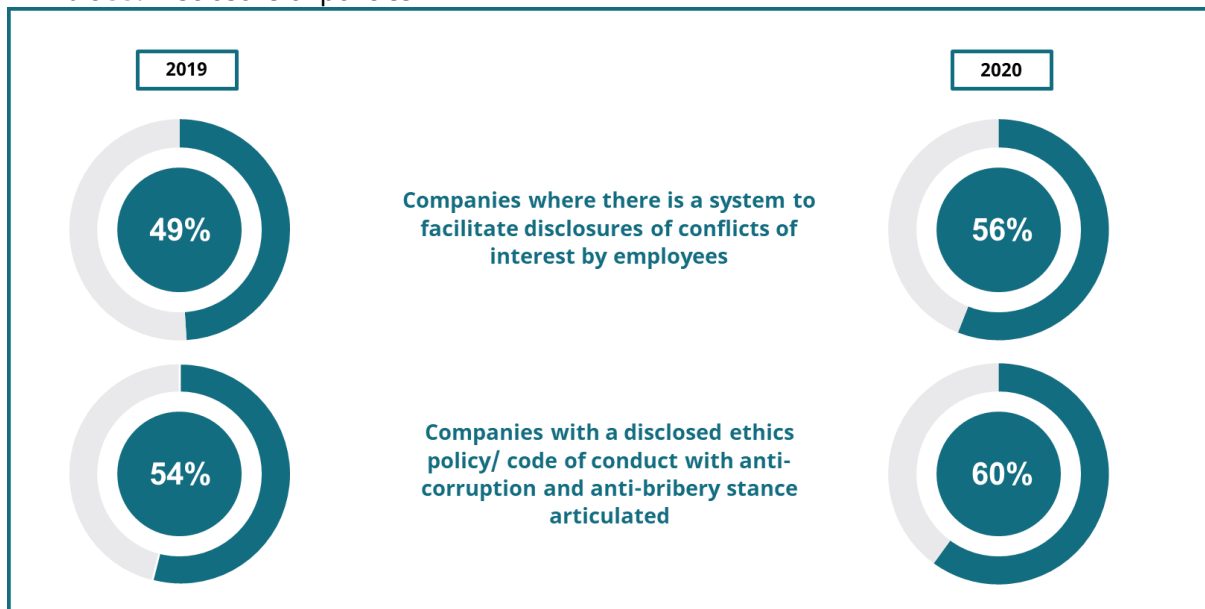 2019
2020
49%
Companies where there is a system to
facilitate disclosures of conflicts of
interest by employees
56%
54%
Companies with a disclosed ethics
policy/ code of conduct with anti-
corruption and anti-bribery stance
articulated
60%